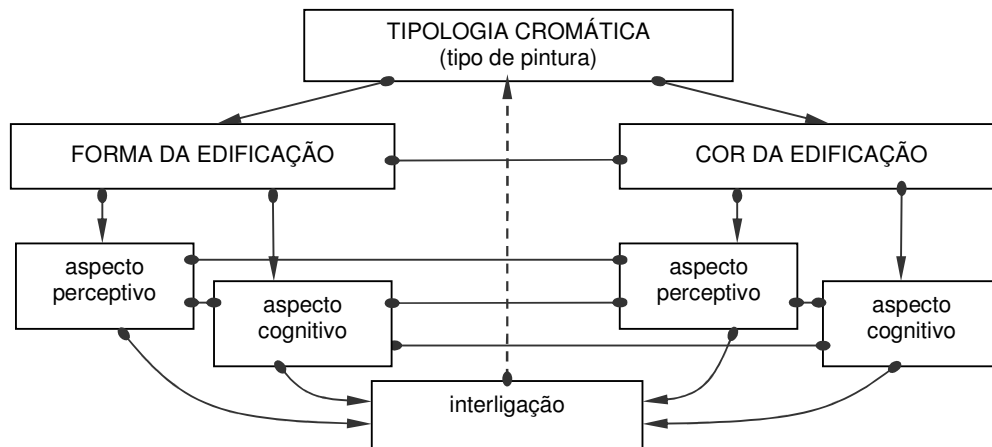 TIPOLOGIA CROMÁTICA
(tipo de pintura)
FORMA DA EDIFICAÇÃO
COR DA EDIFICAÇÃO
aspecto
perceptivo
aspecto
cognitivo
aspecto
perceptivo
aspecto
cognitivo
interligação